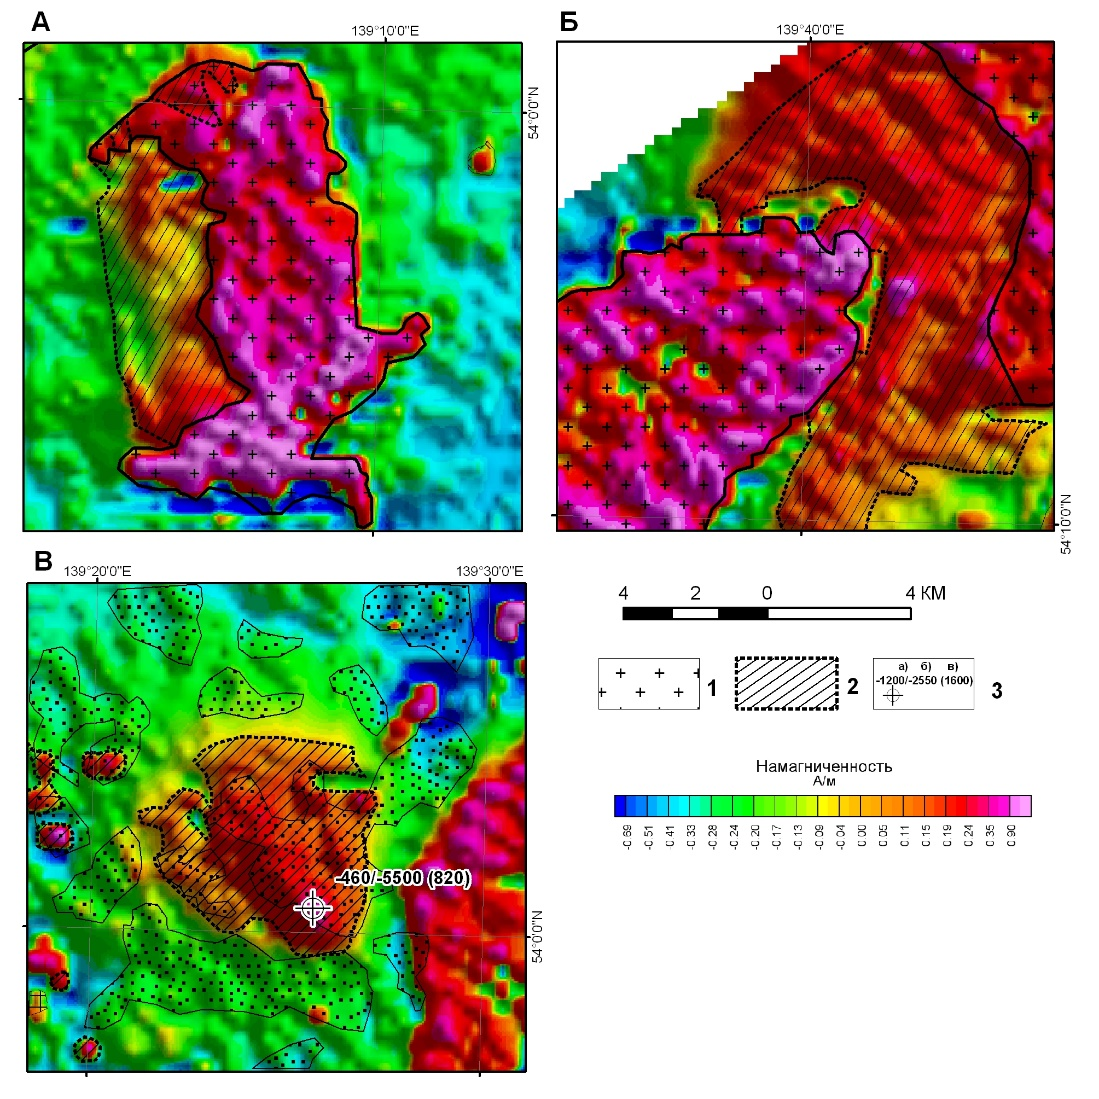 А
139°10'0"E
54°0'0"N
Б
139°40'0"E
54°10'0"N
В
139°20'0"E
139°30'0"E
54°0'0"N
-460/-5500 (820)
4 2 0 4 КМ
1
2
а) б) в)
-1200/-2550 (1600)
3
Намагниченность
А/м
-0.69 -0.51 -0.41 -0.33 -0.28 -0.24 -0.20 -0.17 -0.13 -0.09 -0.04 0.00 0.05 0.11 0.15 0.19 0.24 0.35 0.90